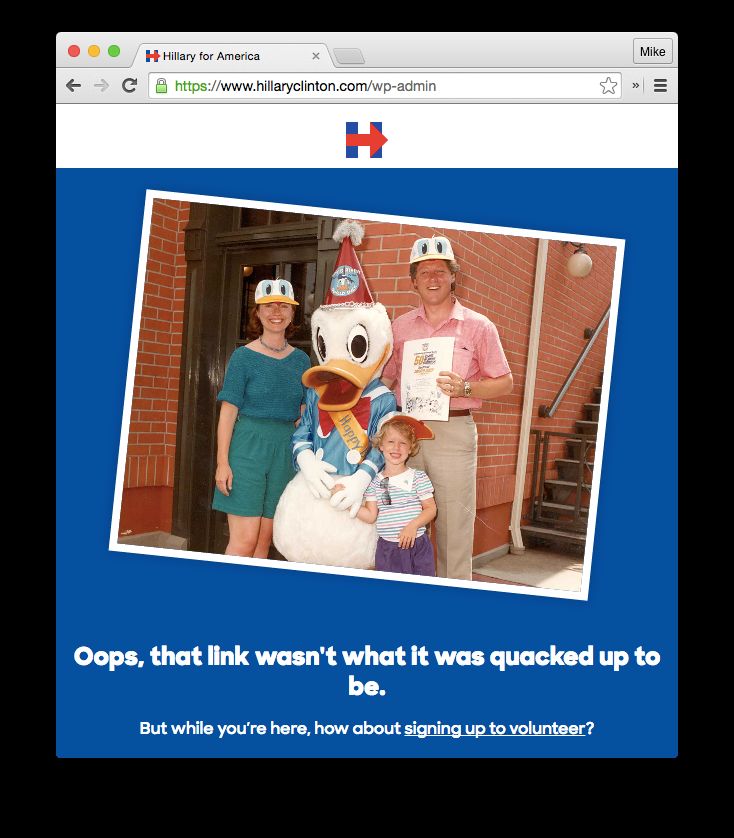 Hillary for America
Mike
https://www.hillaryclinton.com/wp-admin
H
Happy
50
Oops, that link wasn't what it was quacked up to
be.
But while you're here, how about signing up to volunteer?